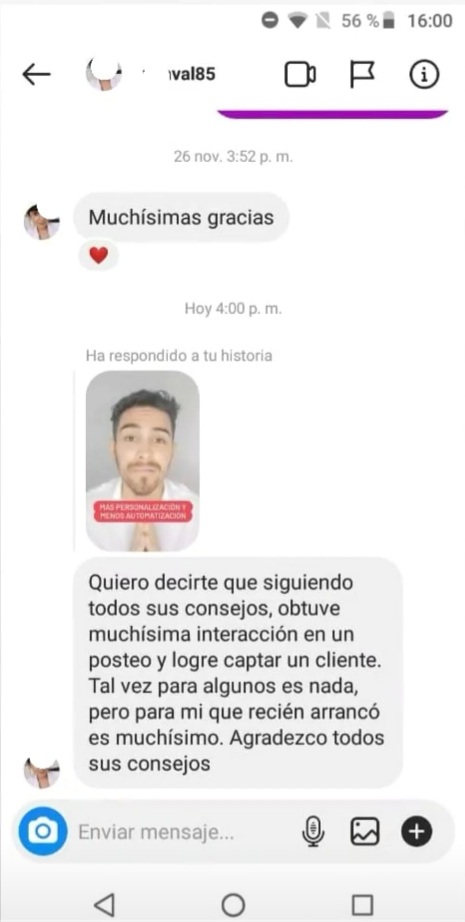 56 % 16:00
val85
26 nov. 3:52 p. m.
Muchísimas gracias
Hoy 4:00 p. m.
Ha respondido a tu historia
MÁS PERSONALIZACIÓN Y
MENOS AUTOMATIZACIÓN
Quiero decirte que siguiendo
todos sus consejos, obtuve
muchísima interacción en un
posteo y logre captar un cliente.
Tal vez para algunos es nada,
pero para mi que recién arrancó
es muchísimo. Agradezco todos
sus consejos
Enviar mensaje...